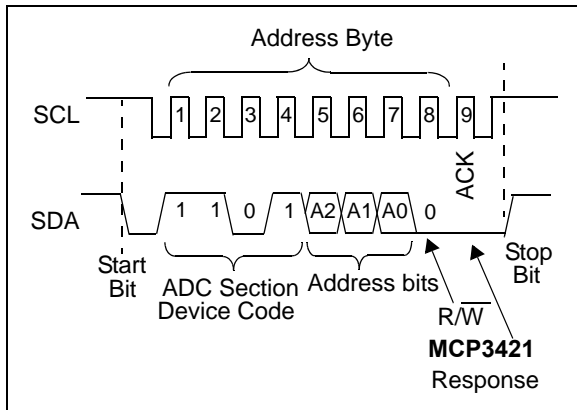 Address Byte
SCL
1 2 3 4 5 6 7 8 9
ACK
SDA
1 1 0 1 A2 A1 A0 0
Start
Bit
ADC Section
Device Code
Address bits
Stop
Bit
R/W̅
MCP3421
Response